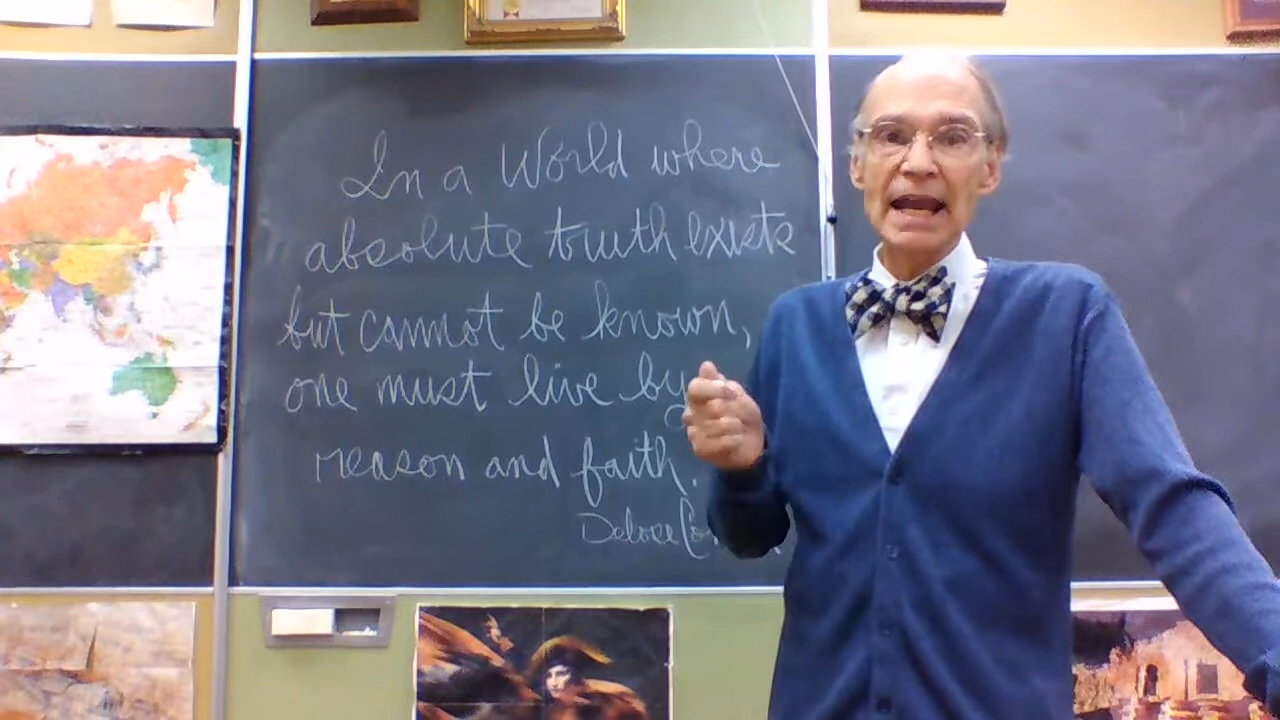 In a World where
absolute truth exists
but cannot be known,
one must live by
reason and faith.